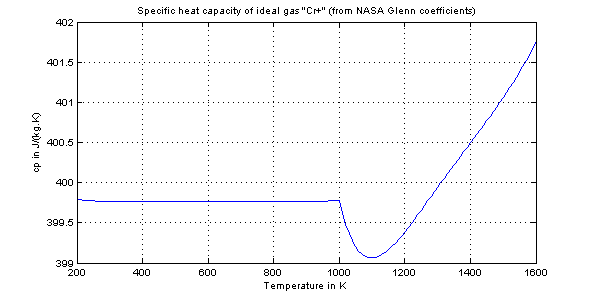 Specific heat capacity of ideal gas "Cr+" (from NASA Glenn coefficients)
402
401.5
401
400.5
400
399.5
399
cp in J/(kg.K)
200 400 600 800 1000 1200 1400 1600
Temperature in K